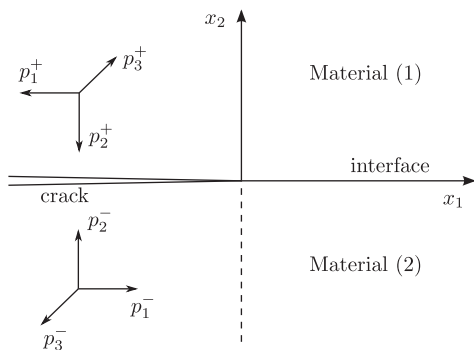 x₂
p₁⁺
p₃⁺
Material (1)
p₂⁺
interface
crack
x₁
p₂⁻
Material (2)
p₁⁻
p₃⁻